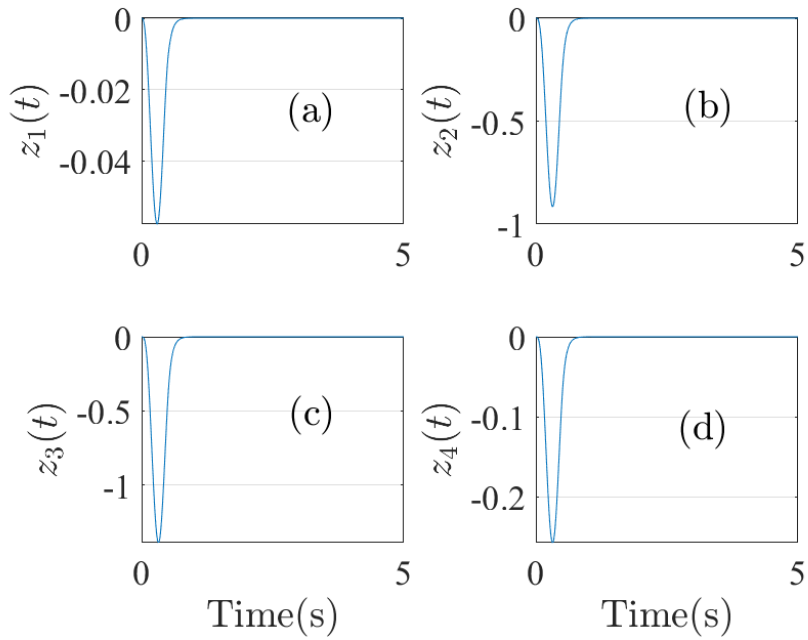 0
-0.02
-0.04
z₁(t)
(a)
0 5
0
-0.5
-1
z₂(t)
(b)
0 5
0
-0.5
-1
z₃(t)
(c)
0 5
Time(s)
0
-0.1
-0.2
z₄(t)
(d)
0 5
Time(s)